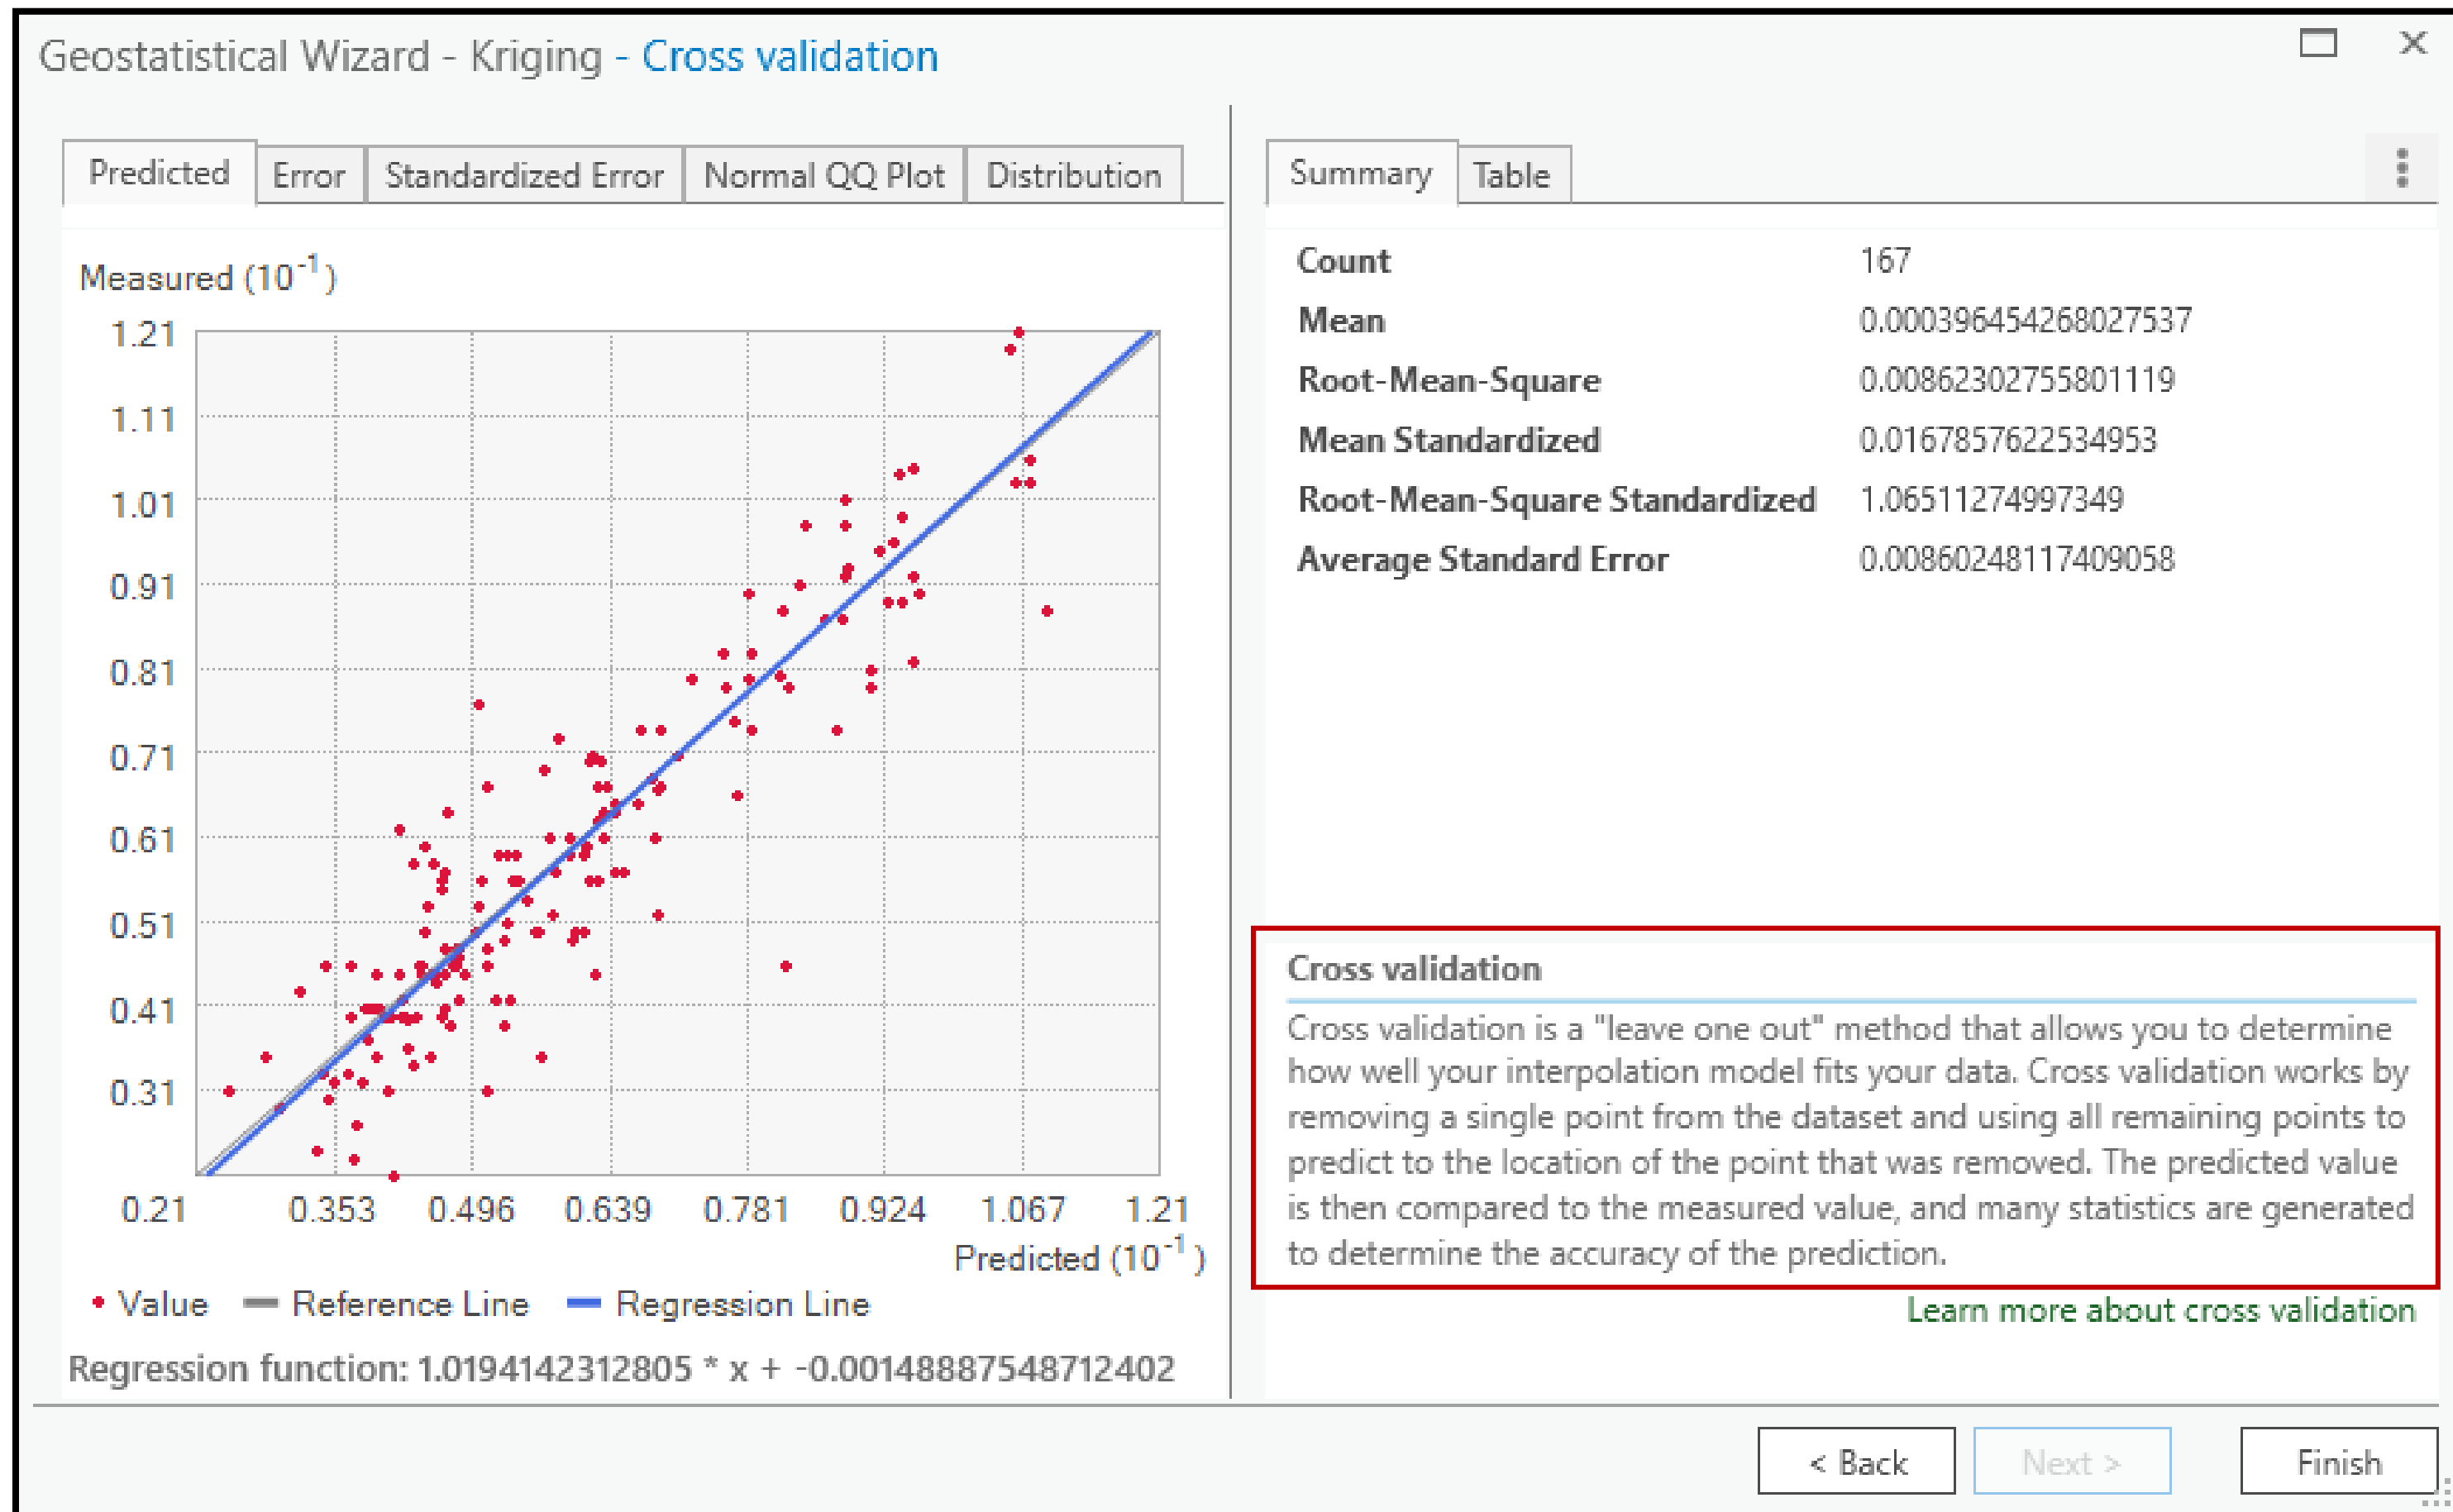 Geostatistical Wizard - Kriging - Cross validation
Predicted Error Standardized Error Normal QQ Plot Distribution
Measured (10-1)
1.21
1.11
1.01
0.91
0.81
0.71
0.61
0.51
0.41
0.31
0.21 0.353 0.496 0.639 0.781 0.924 1.067 1.21
Predicted (10-1)
Value Reference Line Regression Line
Regression function: 1.0194142312805 * x + -0.00148887548712402
Summary Table
Count 167
Mean 0.000396454268027537
Root-Mean-Square 0.00862302755801119
Mean Standardized 0.0167857622534953
Root-Mean-Square Standardized 1.06511274997349
Average Standard Error 0.00860248117409058
Cross validation
Cross validation is a "leave one out" method that allows you to determine
how well your interpolation model fits your data. Cross validation works by
removing a single point from the dataset and using all remaining points to
predict to the location of the point that was removed. The predicted value
is then compared to the measured value, and many statistics are generated
to determine the accuracy of the prediction.
Learn more about cross validation
< Back Next > Finish